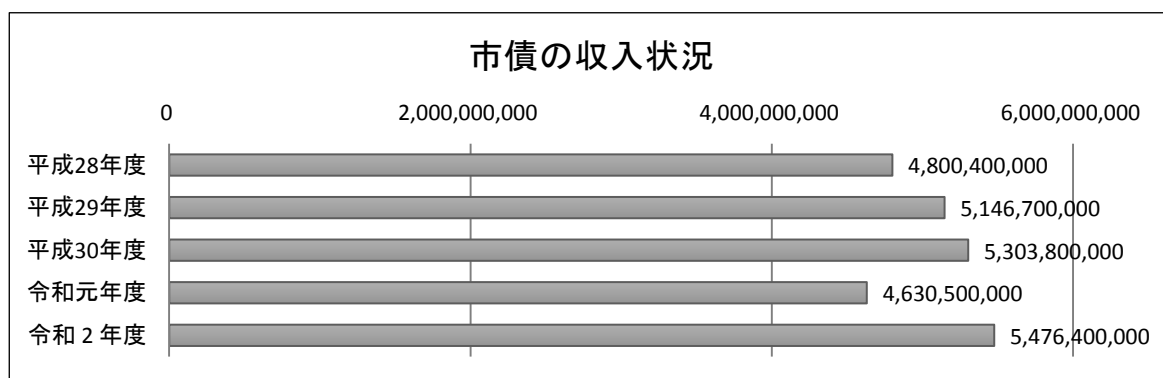 市債の収入状況
0 2,000,000,000 4,000,000,000 6,000,000,000
平成28年度 4,800,400,000
平成29年度 5,146,700,000
平成30年度 5,303,800,000
令和元年度 4,630,500,000
令和２年度 5,476,400,000